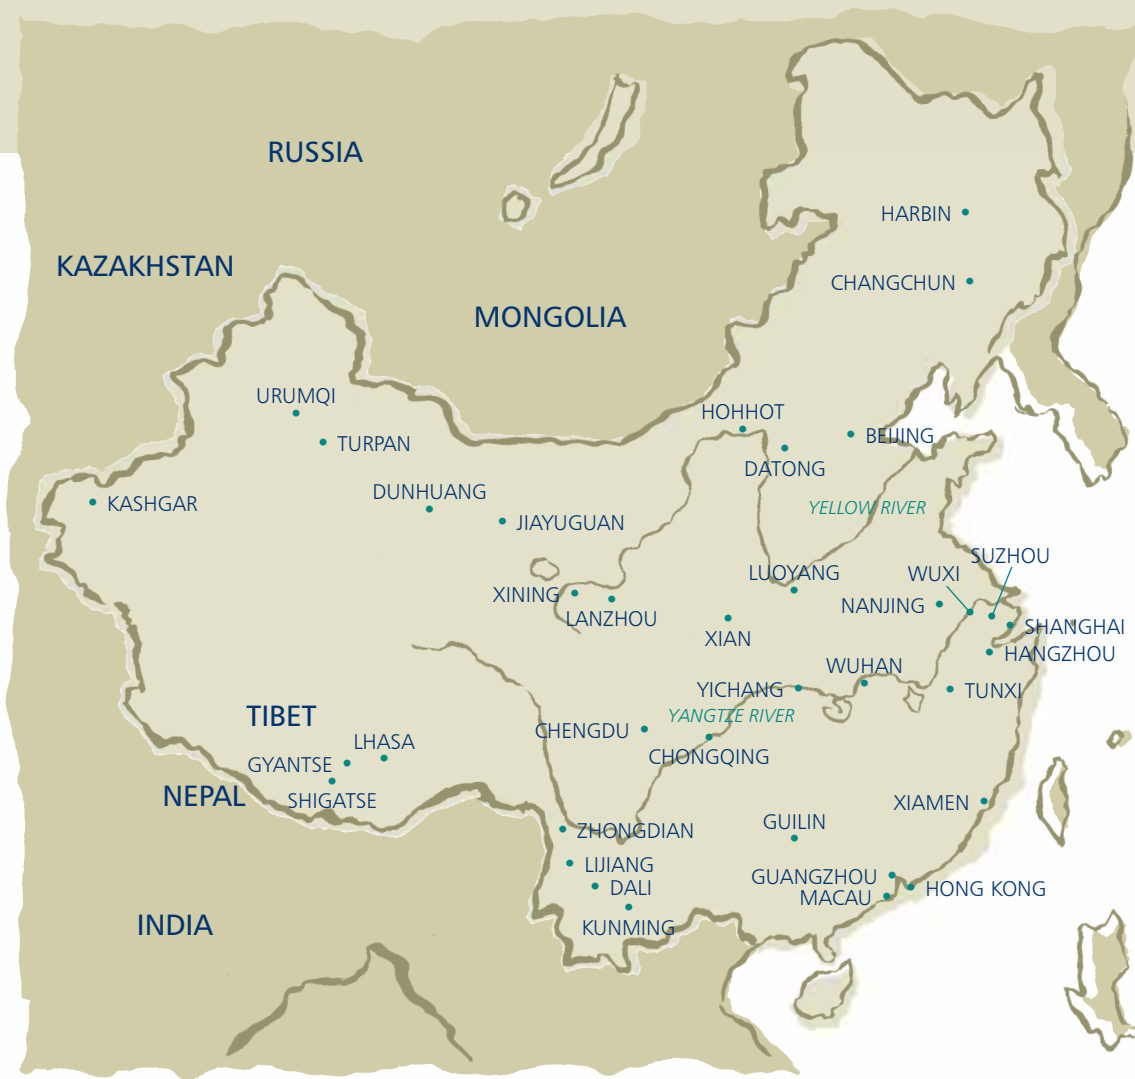 RUSSIA
HARBIN
KAZAKHSTAN
CHANGCHUN
MONGOLIA
URUMQI
HOHHOT
TURPAN
BEIJING
DATONG
DUNHUANG
KASHGAR
YELLOW RIVER
JIAYUGUAN
SUZHOU
LUOYANG
WUXI
XINING
NANJING
LANZHOU
SHANGHAI
XIAN
HANGZHOU
WUHAN
YICHANG
TUNXI
TIBET
YANGTZE RIVER
CHENGDU
LHASA
CHONGQING
GYANTSE
NEPAL
SHIGATSE
XIAMEN
GUILIN
ZHONGDIAN
LIJIANG
GUANGZHOU
DALI
HONG KONG
MACAU
INDIA
KUNMING